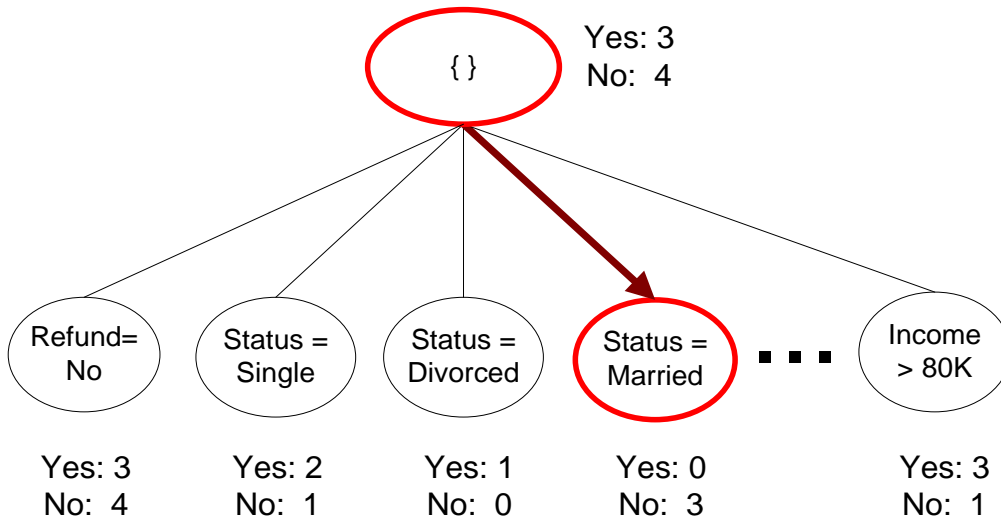 { }
Yes: 3
No: 4
Refund=
No
Status =
Single
Status =
Divorced
Status =
Married
Income
> 80K
Yes: 3
No: 4
Yes: 2
No: 1
Yes: 1
No: 0
Yes: 0
No: 3
Yes: 3
No: 1